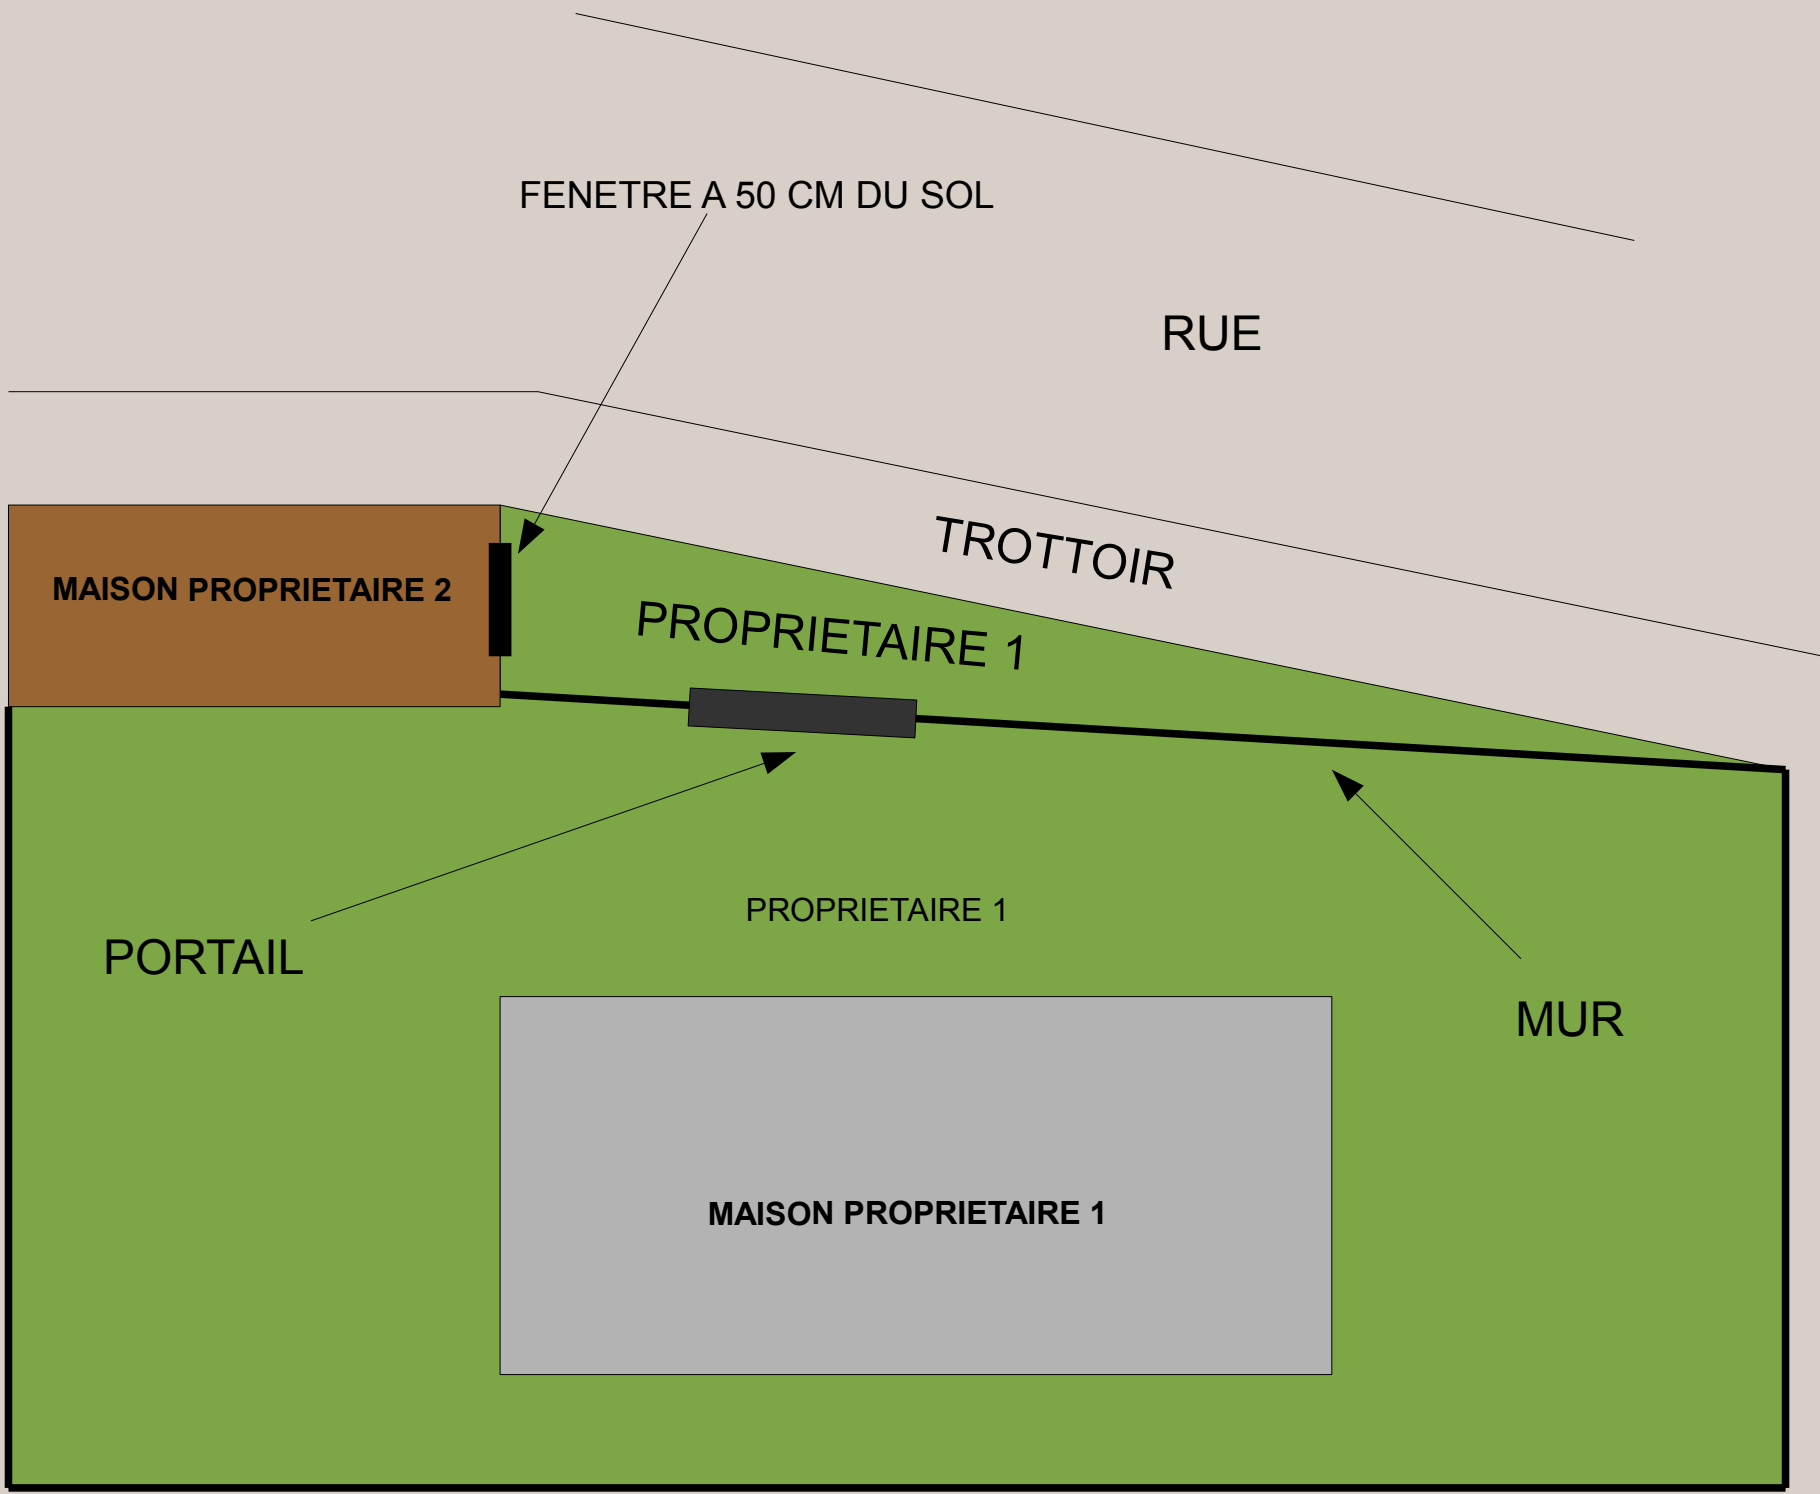 FENETRE A 50 CM DU SOL
RUE
TROTTOIR
MAISON PROPRIETAIRE 2
PROPRIETAIRE 1
PROPRIETAIRE 1
PORTAIL
MUR
MAISON PROPRIETAIRE 1